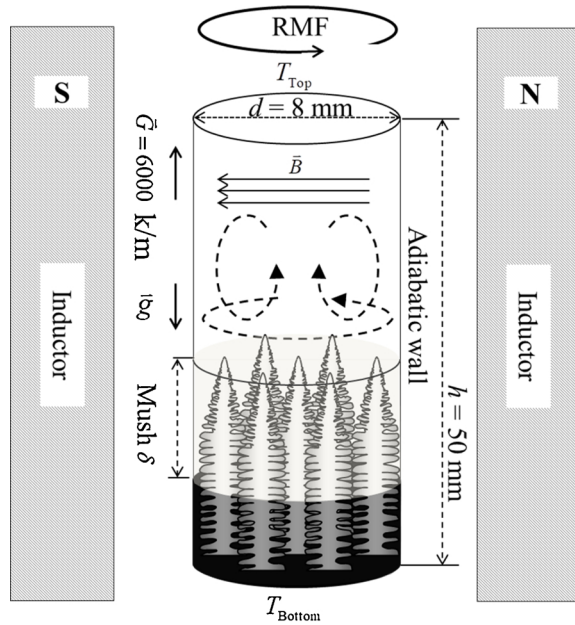 RMF
T_Top
S
N
d = 8 mm
G⃗ = 6000 k/m
B⃗
g⃗
Adiabatic wall
Inductor
Inductor
Mush δ
h = 50 mm
T_Bottom